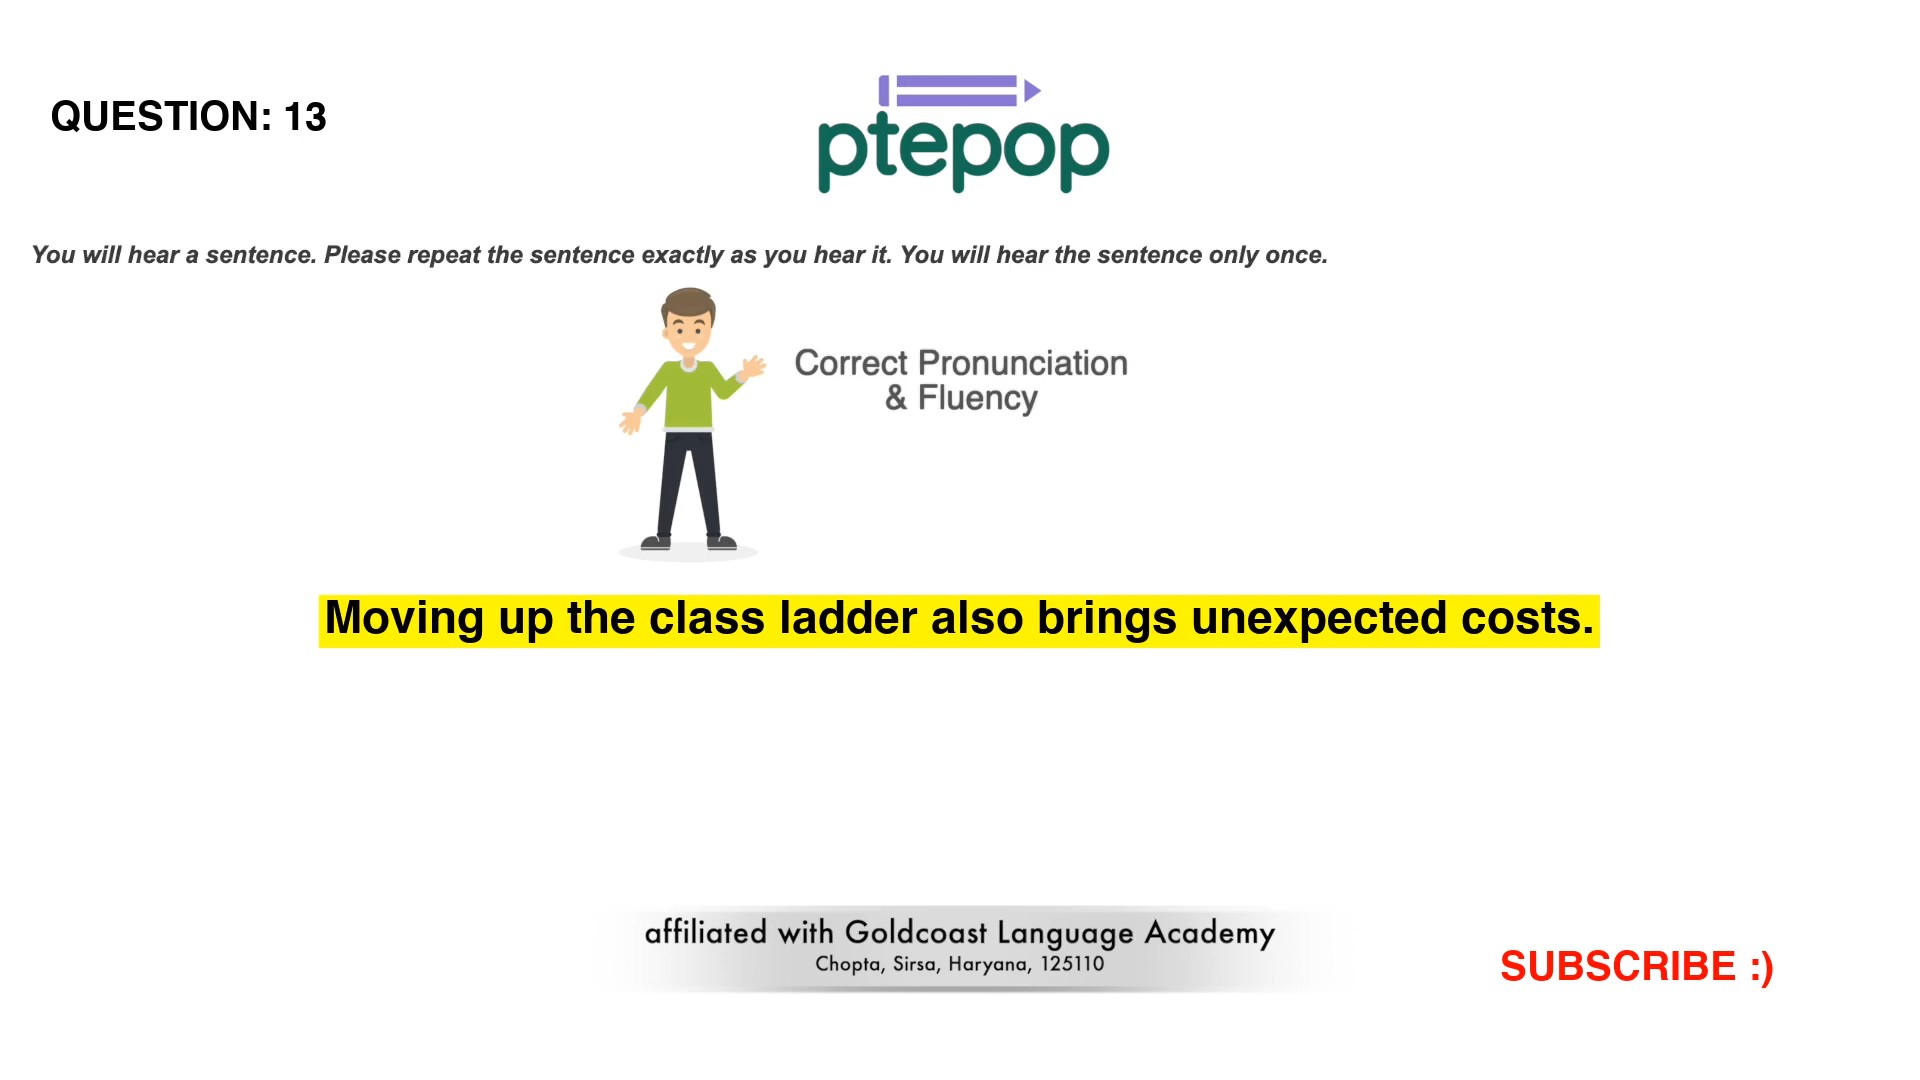 QUESTION: 13
ptepop
You will hear a sentence. Please repeat the sentence exactly as you hear it. You will hear the sentence only once.
Correct Pronunciation
& Fluency
Moving up the class ladder also brings unexpected costs.
affiliated with Goldcoast Language Academy
Chopta, Sirsa, Haryana, 125110
SUBSCRIBE :)